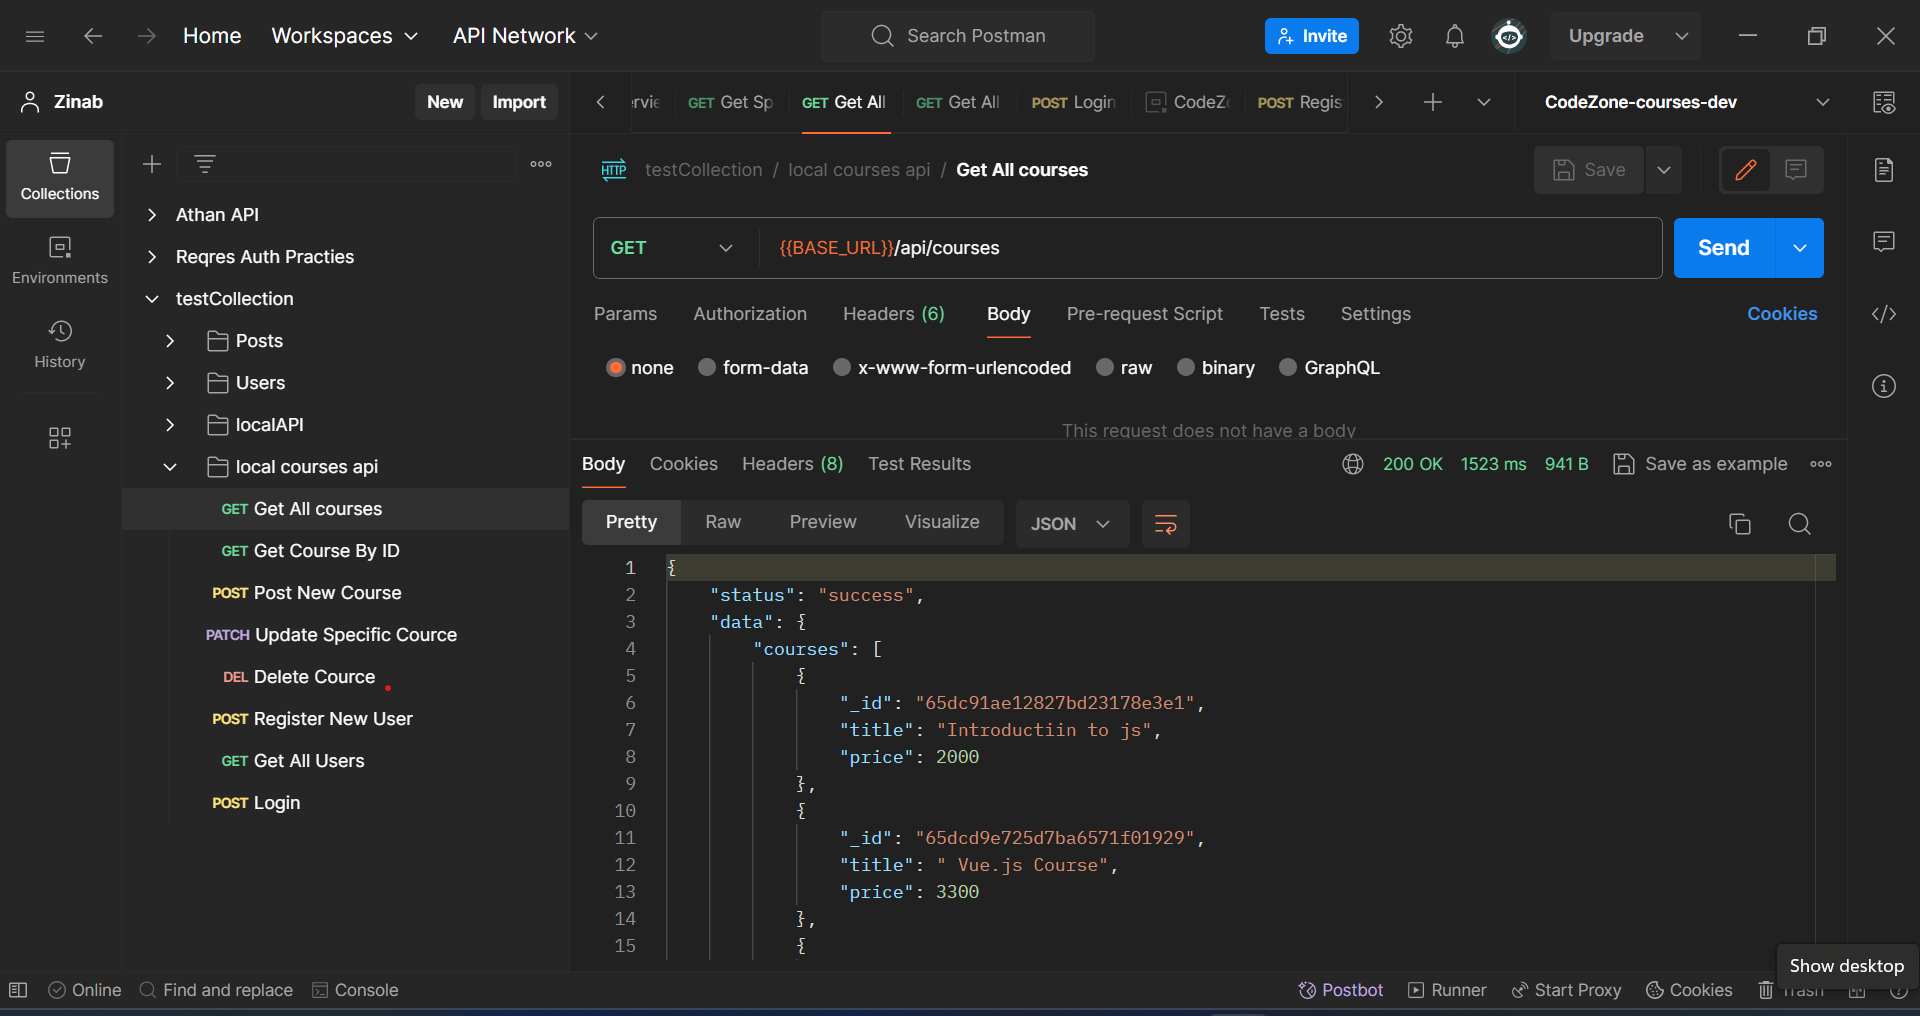 Home Workspaces API Network Search Postman Invite Upgrade
Zinab New Import
GET Get Sp GET Get All GET Get All POST Login CodeZ POST Regis CodeZone-courses-dev
Collections
Environments
History
Athan API
Reqres Auth Practies
testCollection
Posts
Users
localAPI
local courses api
GET Get All courses
GET Get Course By ID
POST Post New Course
PATCH Update Specific Cource
DEL Delete Cource
POST Register New User
GET Get All Users
POST Login
HTTP testCollection / local courses api / Get All courses Save
GET {{BASE_URL}}/api/courses Send
Params Authorization Headers (6) Body Pre-request Script Tests Settings Cookies
none form-data x-www-form-urlencoded raw binary GraphQL
This request does not have a body
Body Cookies Headers (8) Test Results 200 OK 1523 ms 941 B Save as example
Pretty Raw Preview Visualize JSON
1 {
2 "status": "success",
3 "data": {
4 "courses": [
5 {
6 "_id": "65dc91ae12827bd23178e3e1",
7 "title": "Introductiin to js",
8 "price": 2000
9 },
10 {
11 "_id": "65dcd9e725d7ba6571f01929",
12 "title": " Vue.js Course",
13 "price": 3300
14 },
15 {
Show desktop
Online Find and replace Console Postbot Runner Start Proxy Cookies Trash